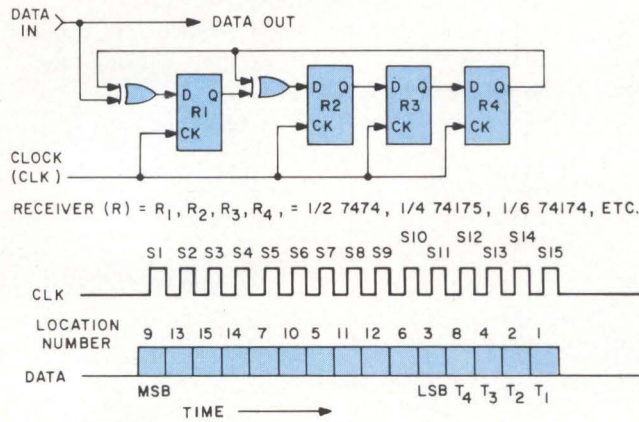 DATA IN
DATA OUT
D Q D Q D Q D Q
R1 R2 R3 R4
CK CK CK CK
CLOCK (CLK)
RECEIVER (R) = R1, R2, R3, R4, = 1/2 7474, 1/4 74175, 1/6 74174, ETC.
S1 S2 S3 S4 S5 S6 S7 S8 S9 S10 S11 S12 S13 S14 S15
CLK
LOCATION NUMBER
9 13 15 14 7 10 5 11 12 6 3 8 4 2 1
DATA
MSB LSB T4 T3 T2 T1
TIME